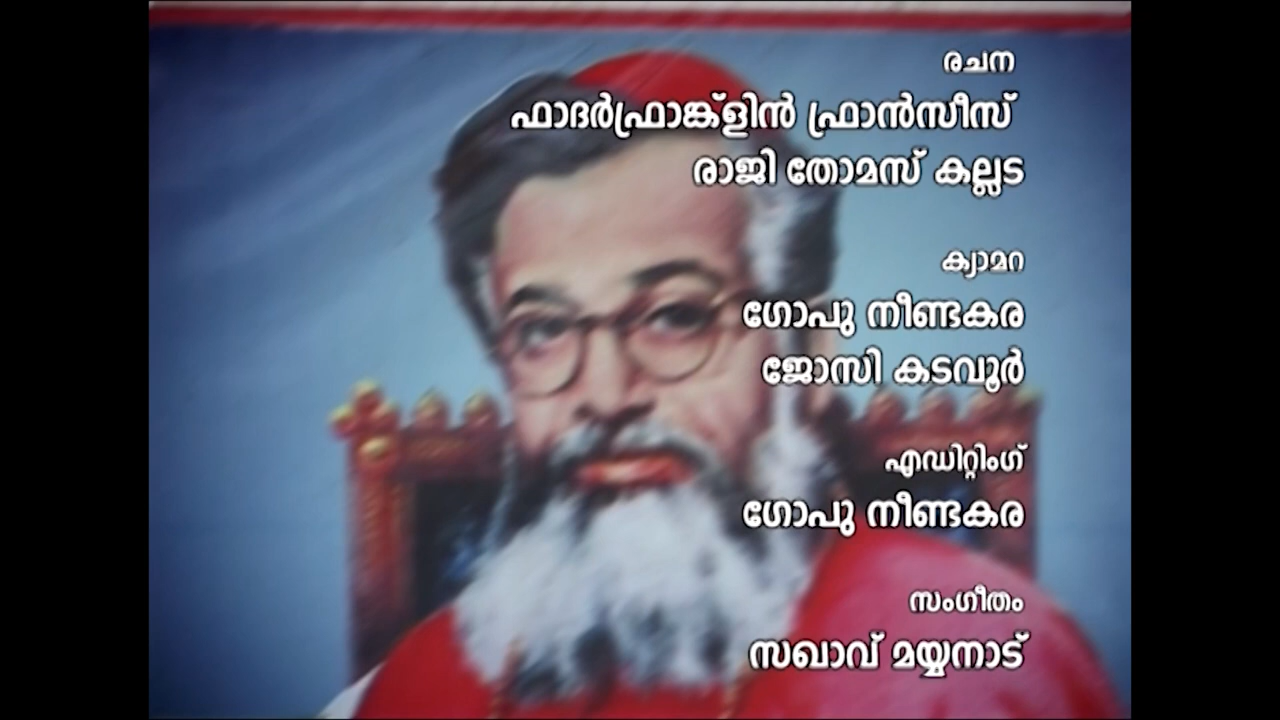 രചന
ഫാദർഫ്രാങ്ക്ളിൻ ഫ്രാൻസീസ്
രാജി തോമസ് കല്ലട
ക്യാമറ
ഗോപു നീണ്ടകര
ജോസി കടവൂർ
എഡിറ്റിംഗ്
ഗോപു നീണ്ടകര
സംഗീതം
സഖാവ് മയ്യനാട്